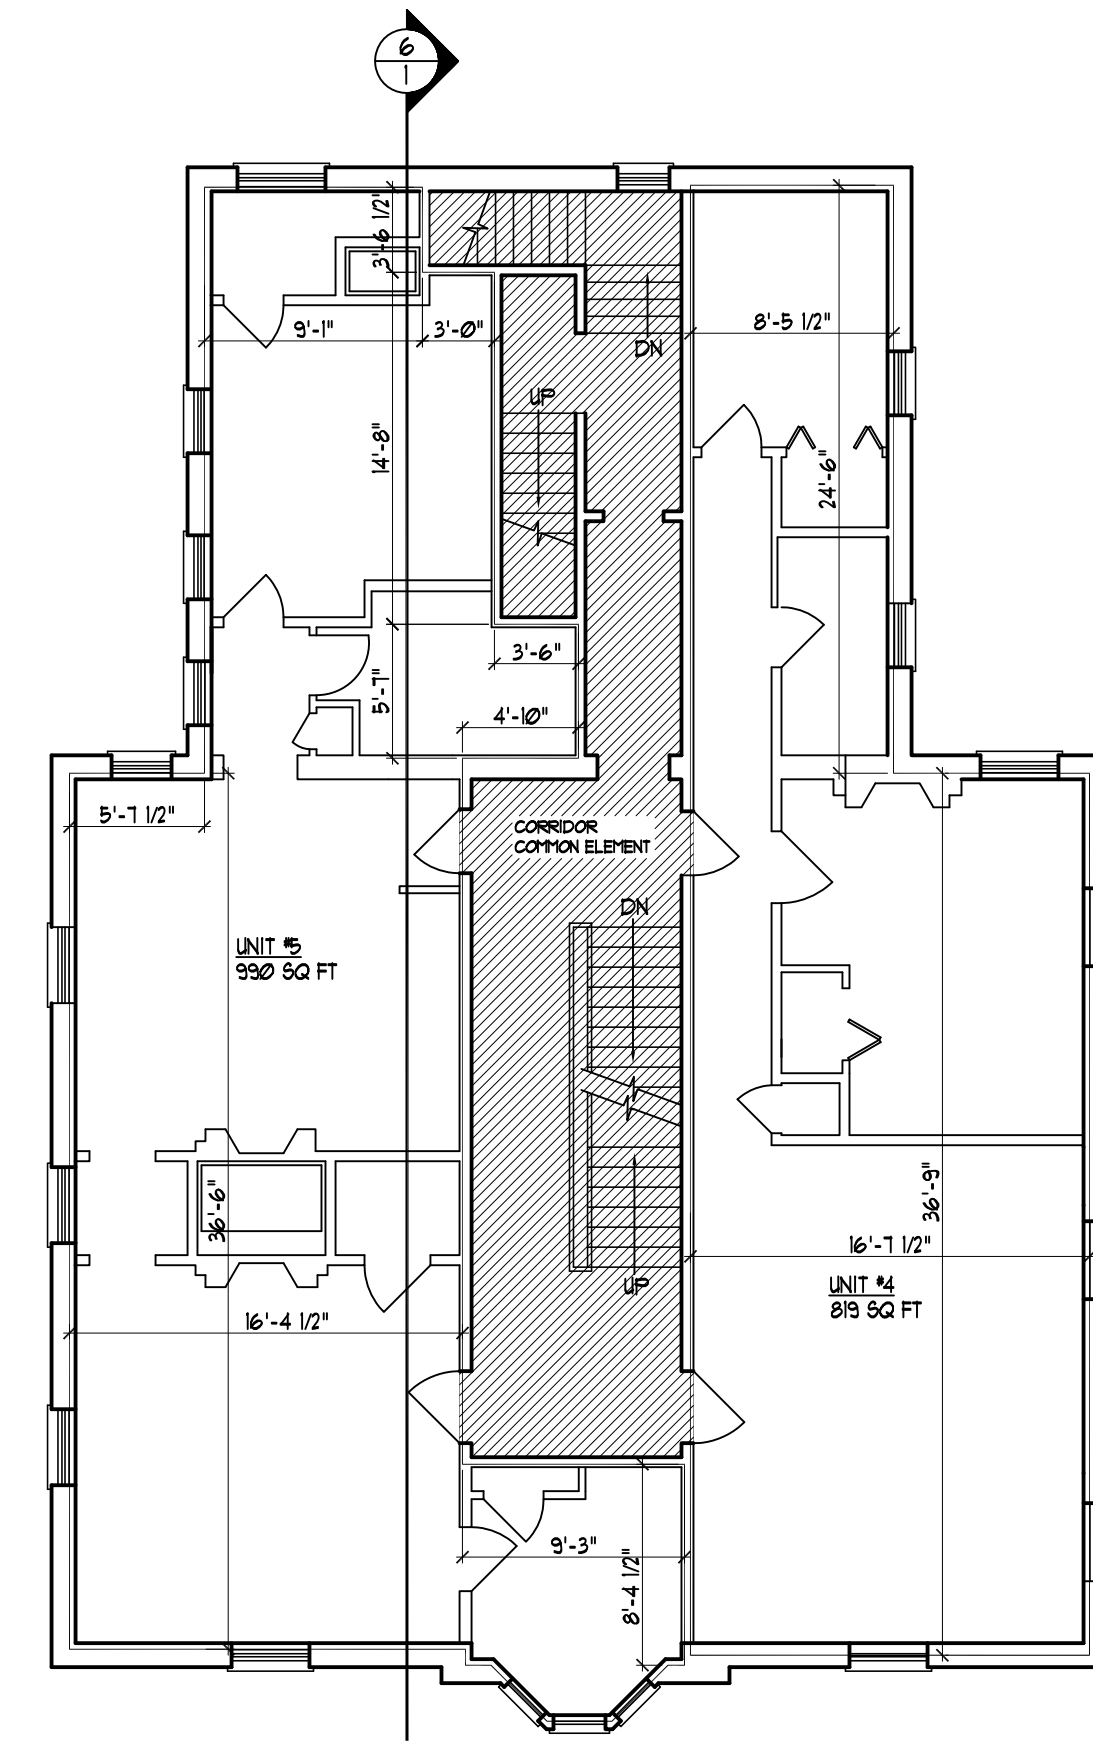 6
1
3'-6 1/2"
9'-1"
3'-0"
8'-5 1/2"
DN
UP
14'-8"
24'-6"
3'-6"
5'-7"
4'-10"
5'-7 1/2"
CORRIDOR
COMMON ELEMENT
DN
UNIT #5
990 SQ FT
36'-6"
36'-9"
16'-7 1/2"
UNIT #4
819 SQ FT
UP
16'-4 1/2"
9'-3"
8'-4 1/2"